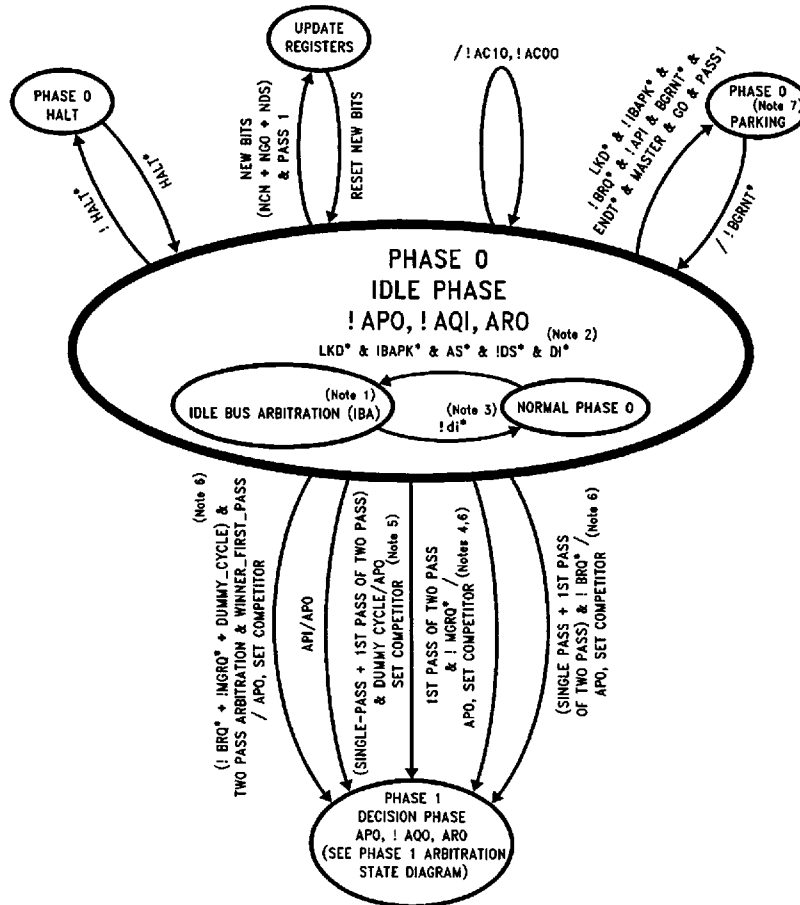 UPDATE
REGISTERS
PHASE 0
HALT
! HALT*
HALT*
NEW BITS
(NCN + NGO + NDS)
& PASS 1
RESET NEW BITS
/!AC10,!AC00
LKD* & !IBAPK* &
!BRQ* & !API & BGRNT* &
ENDT* & MASTER & GO & PASS1
PHASE 0
(Note 7)
PARKING
/ !BGRNT*
PHASE 0
IDLE PHASE
! APO, ! AQI, ARO
(Note 2)
LKD* & IBAPK* & AS* & !DS* & DI*
(Note 1)
IDLE BUS ARBITRATION (IBA)
(Note 3)
!di*
NORMAL PHASE 0
(Note 6)
(! BRQ* + !MGRQ* + DUMMY_CYCLE) &
TWO PASS ARBITRATION & WINNER_FIRST_PASS
/ APO, SET COMPETITOR
API/APO
(SINGLE-PASS + 1ST PASS OF TWO PASS)
& DUMMY CYCLE/APO
SET COMPETITOR (Note 5)
1ST PASS OF TWO PASS
& ! MGRQ* / (Notes 4,6)
APO, SET COMPETITOR
(SINGLE PASS + 1ST PASS
OF TWO PASS) & ! BRQ* / (Note 6)
APO, SET COMPETITOR
PHASE 1
DECISION PHASE
APO, ! AQO, ARO
(SEE PHASE 1 ARBITRATION
STATE DIAGRAM)